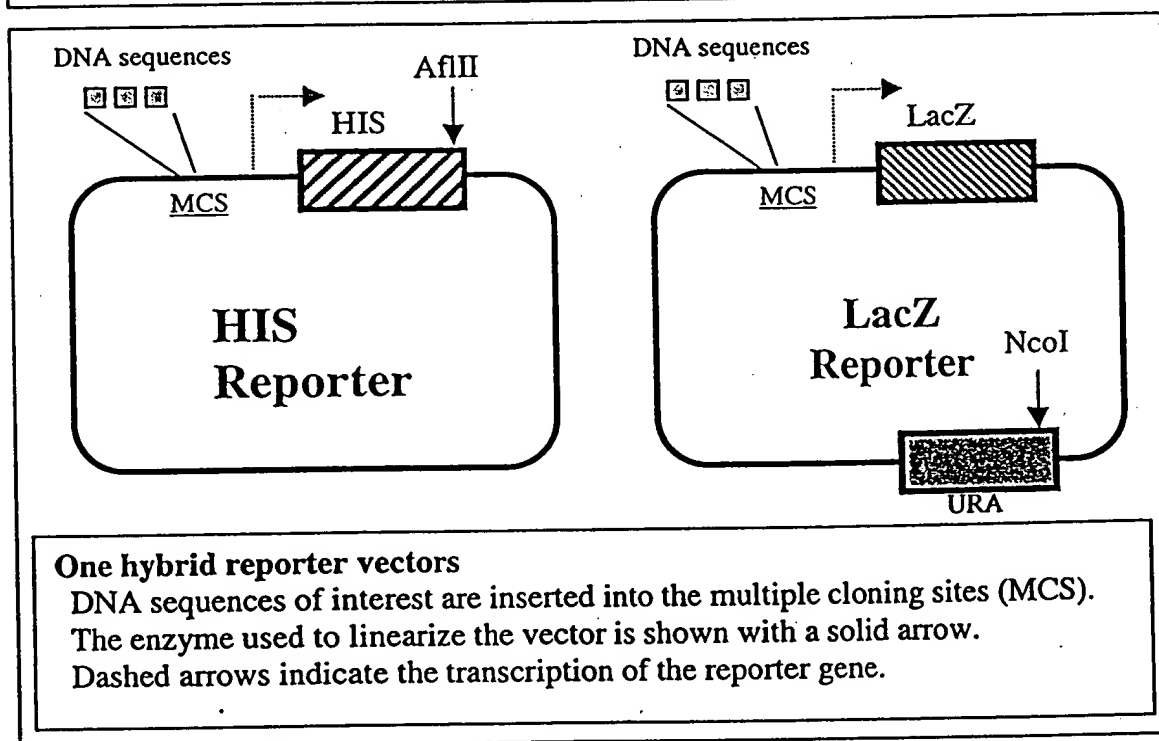 DNA sequences
AflII
HIS
MCS
HIS
Reporter
DNA sequences
LacZ
MCS
LacZ
Reporter
NcoI
URA
One hybrid reporter vectors
DNA sequences of interest are inserted into the multiple cloning sites (MCS).
The enzyme used to linearize the vector is shown with a solid arrow.
Dashed arrows indicate the transcription of the reporter gene.